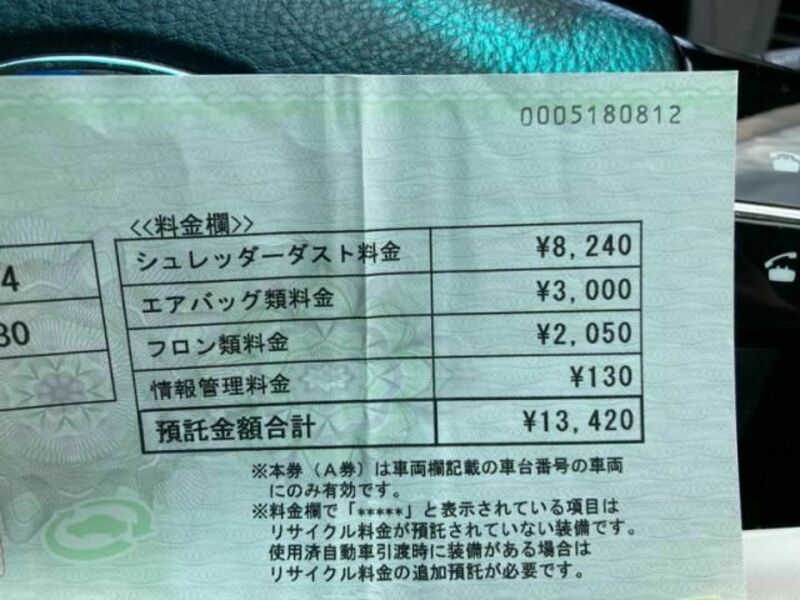 0005180812
≪料金欄≫
4
シュレッダーダスト料金 ¥8,240
エアバッグ類料金 ¥3,000
30
フロン類料金 ¥2,050
情報管理料金 ¥130
預託金額合計 ¥13,420
※本券（A券）は車両欄記載の車台番号の車両
にのみ有効です。
※料金欄で「*****」と表示されている項目は
リサイクル料金が預託されていない装備です。
使用済自動車引渡時に装備がある場合は
リサイクル料金の追加預託が必要です。